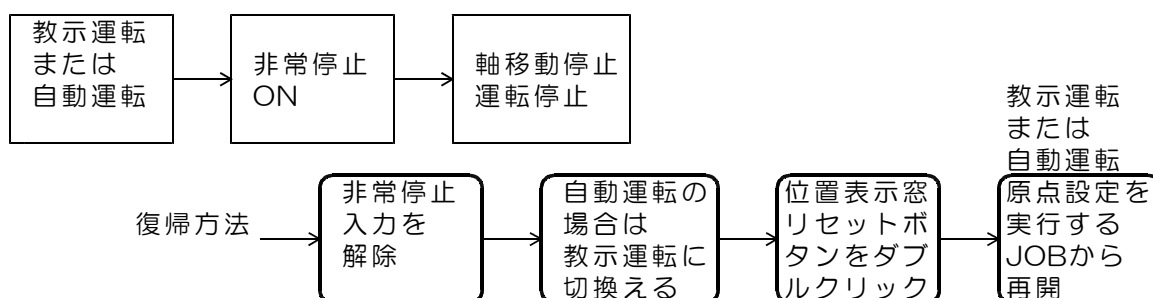 教示運転
または
自動運転
非常停止
ON
軸移動停止
運転停止
復帰方法
非常停止
入力を
解除
自動運転の
場合は
教示運転に
切換える
位置表示窓
リセットボ
タンをダブ
ルクリック
教示運転
または
自動運転
原点設定を
実行する
JOBから
再開